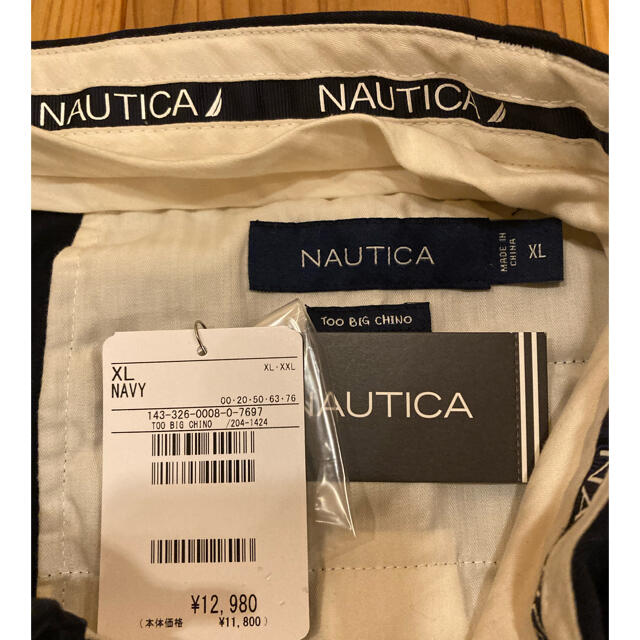 NAUTICA NAUTICA
NAUTICA
MADE IN
CHINA
XL
TOO BIG CHINO
NAUTICA
XL
XL・XXL
NAVY
00・20・50・63・76
143-326-0008-0-7697
TOO BIG CHINO /204-1424
¥12,980
(本体価格 ¥11,800)